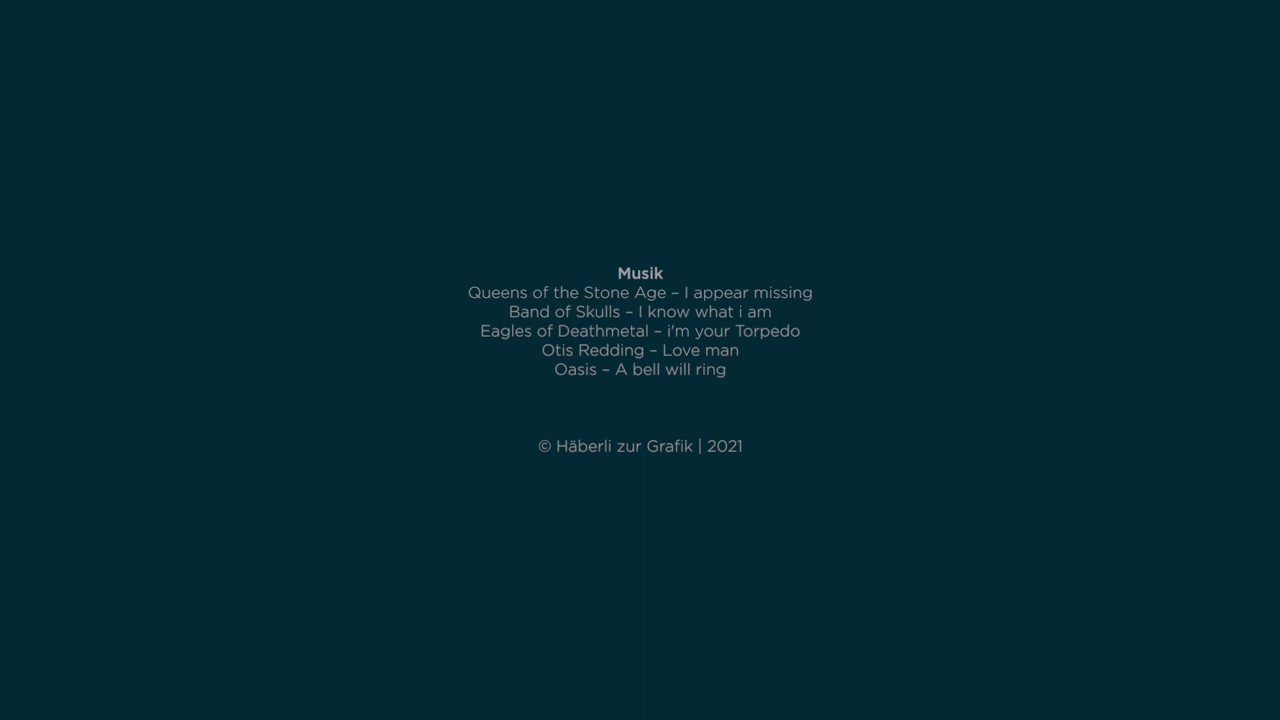 Musik
Queens of the Stone Age – I appear missing
Band of Skulls – I know what i am
Eagles of Deathmetal – i'm your Torpedo
Otis Redding – Love man
Oasis – A bell will ring
© Häberli zur Grafik | 2021